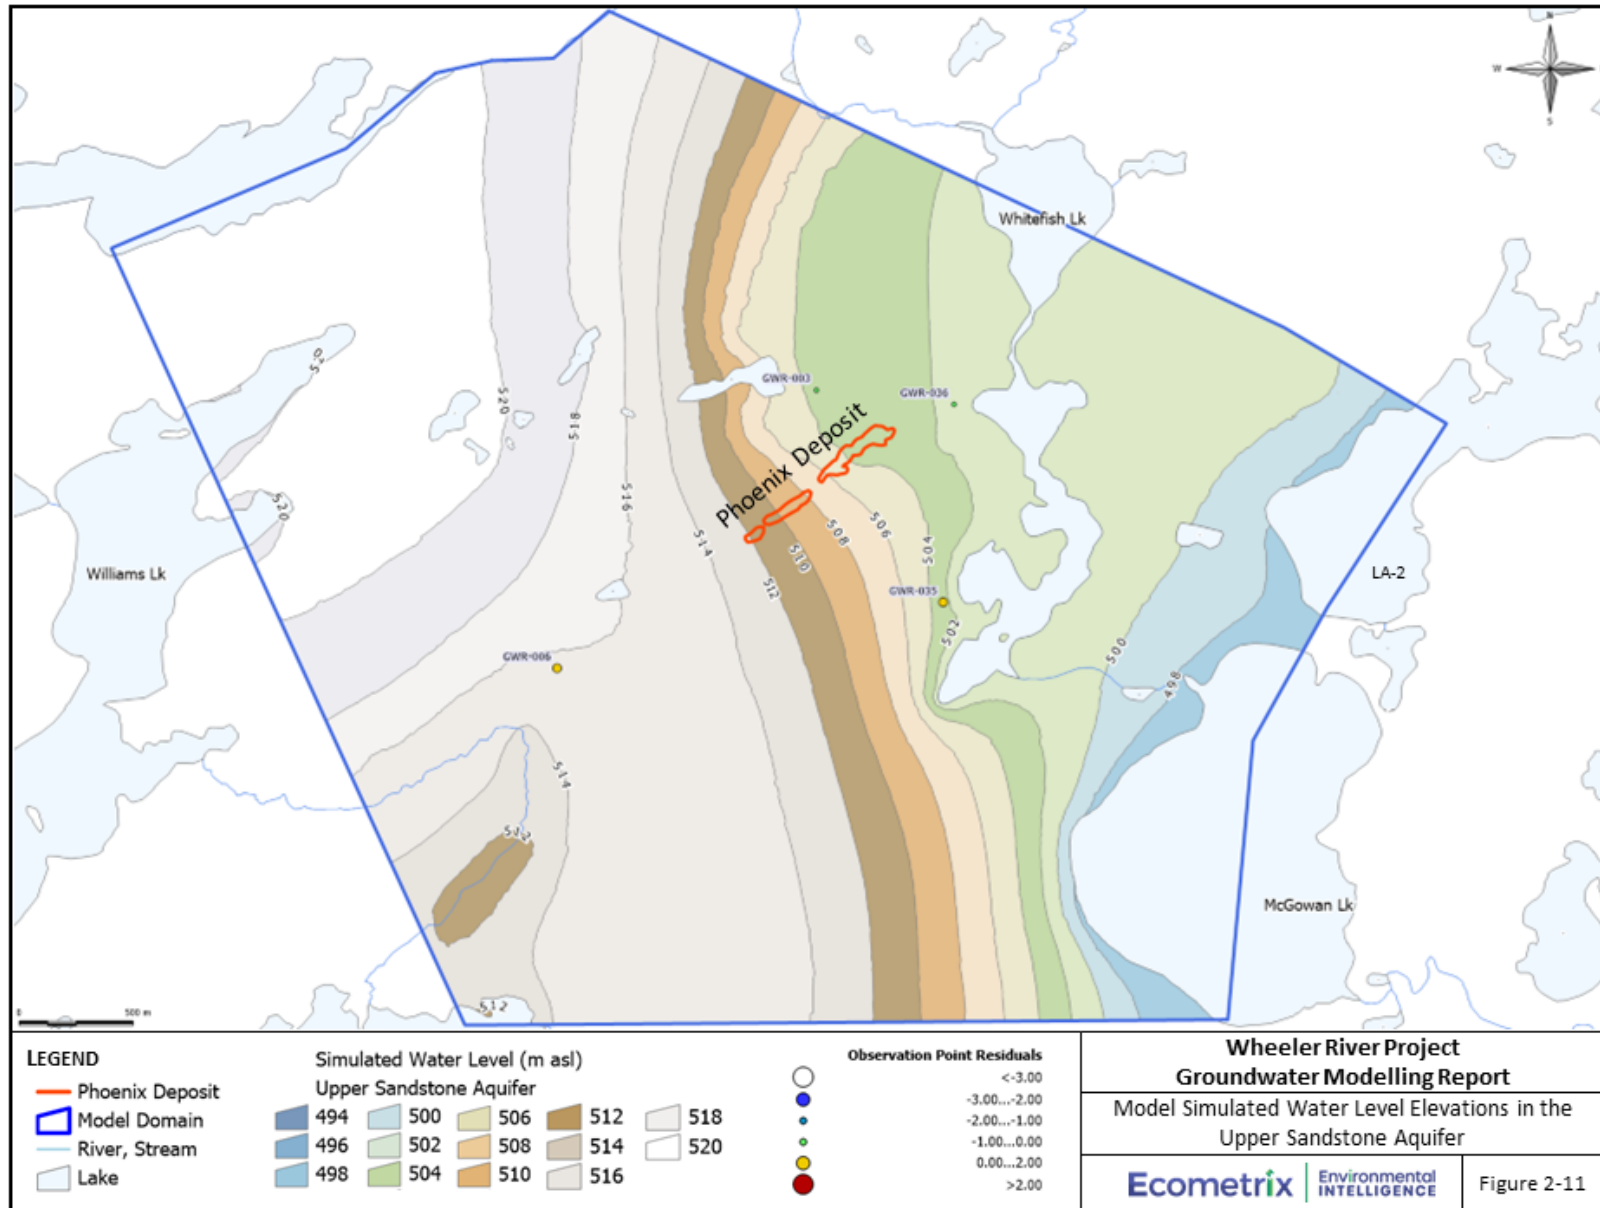 N
W
S
Whitefish Lk
GWR-003
GWR-036
Phoenix Deposit
520
520
518
516
520
514
512
510
508
506
504
502
500
498
Williams Lk
LA-2
GWR-035
GWR-006
514
512
512
McGowan Lk
0 500 m
LEGEND
Phoenix Deposit
Model Domain
River, Stream
Lake
Simulated Water Level (m asl)
Upper Sandstone Aquifer
494 500 506 512 518
496 502 508 514 520
498 504 510 516
Observation Point Residuals
<-3.00
-3.00...-2.00
-2.00...-1.00
-1.00...0.00
0.00...2.00
>2.00
Wheeler River Project
Groundwater Modelling Report
Model Simulated Water Level Elevations in the
Upper Sandstone Aquifer
Ecometrix | Environmental
INTELLIGENCE
Figure 2-11